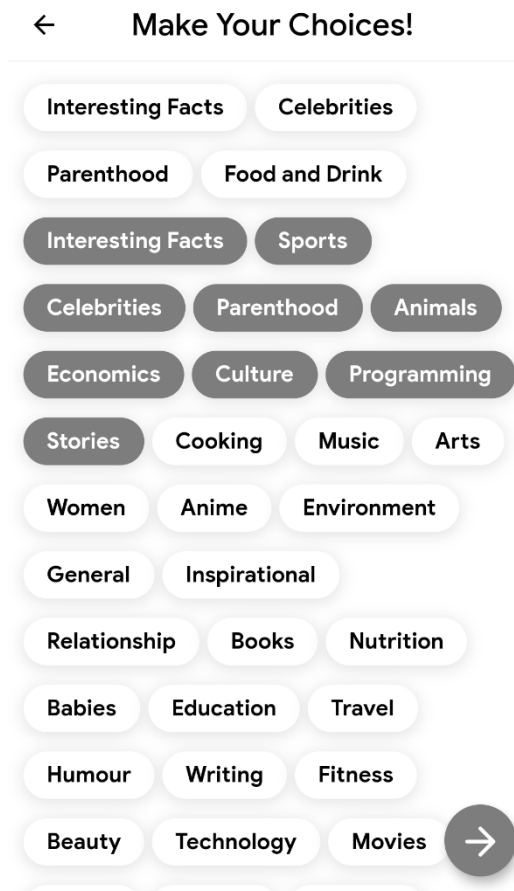 Make Your Choices!
Interesting Facts Celebrities
Parenthood Food and Drink
Interesting Facts Sports
Celebrities Parenthood Animals
Economics Culture Programming
Stories Cooking Music Arts
Women Anime Environment
General Inspirational
Relationship Books Nutrition
Babies Education Travel
Humour Writing Fitness
Beauty Technology Movies